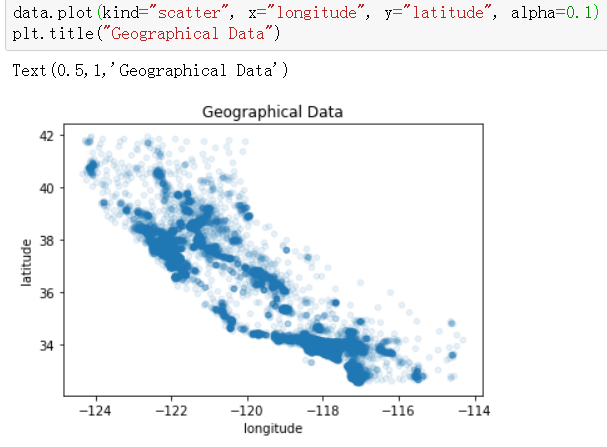 data.plot(kind="scatter", x="longitude", y="latitude", alpha=0.1)
plt.title("Geographical Data")
Text(0.5,1,'Geographical Data')
Geographical Data
42
40
38
36
34
latitude
−124 −122 −120 −118 −116 −114
longitude